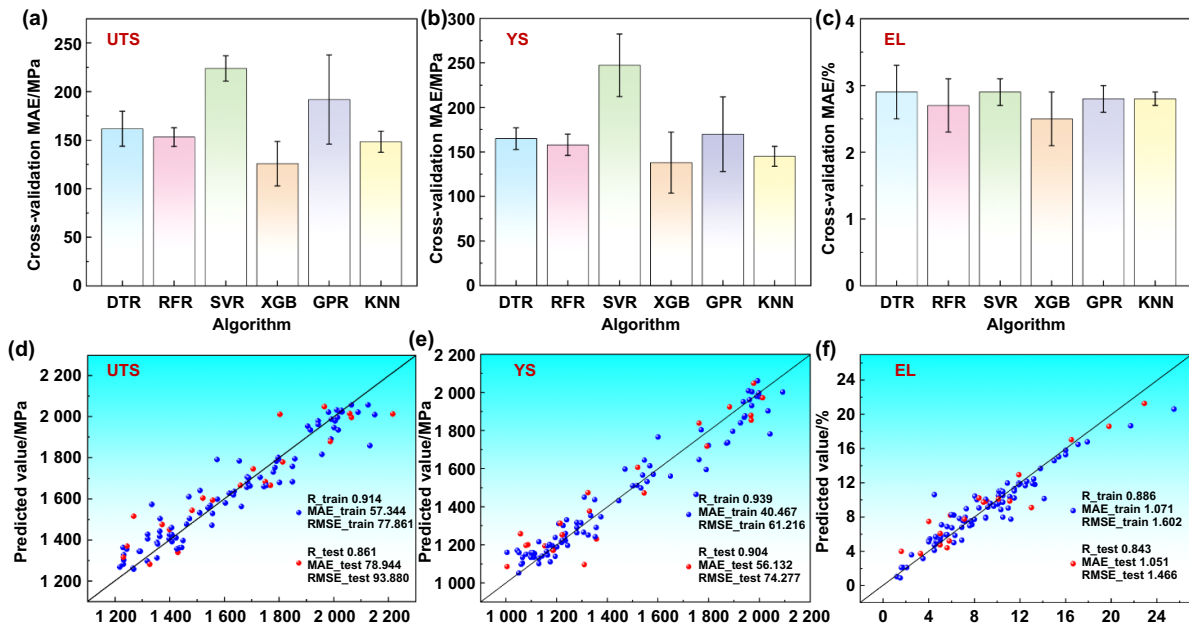 (a)
UTS
Cross-validation MAE/MPa
250
200
150
100
50
0
DTR RFR SVR XGB GPR KNN
Algorithm
(b)
YS
Cross-validation MAE/MPa
300
250
200
150
100
50
0
DTR RFR SVR XGB GPR KNN
Algorithm
(c)
EL
Cross-validation MAE/%
4
3
2
1
0
DTR RFR SVR XGB GPR KNN
Algorithm
(d)
UTS
Predicted value/MPa
2 200
2 000
1 800
1 600
1 400
1 200
R_train 0.914
MAE_train 57.344
RMSE_train 77.861
R_test 0.861
MAE_test 78.944
RMSE_test 93.880
1 200 1 400 1 600 1 800 2 000 2 200
(e)
YS
Predicted value/MPa
2 200
2 000
1 800
1 600
1 400
1 200
1 000
R_train 0.939
MAE_train 40.467
RMSE_train 61.216
R_test 0.904
MAE_test 56.132
RMSE_test 74.277
1 000 1 200 1 400 1 600 1 800 2 000 2 200
(f)
EL
Predicted value/%
24
20
16
12
8
4
0
R_train 0.886
MAE_train 1.071
RMSE_train 1.602
R_test 0.843
MAE_test 1.051
RMSE_test 1.466
0 4 8 12 16 20 24